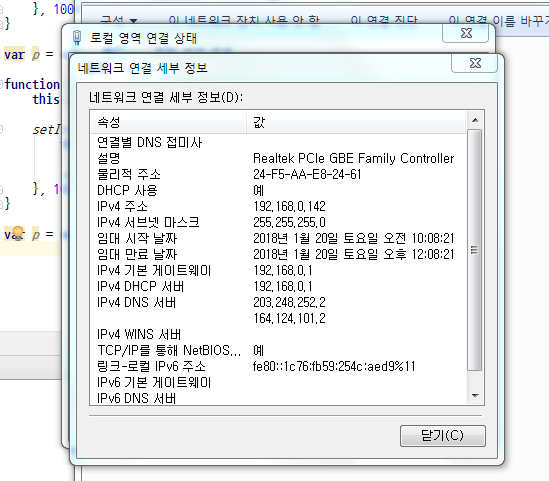 구성 ▼ 이 네트워크 장치 사용 안 함 이 연결 진단 이 연결 이름 바꾸기
}, 100
}
var p =
function
this
setI
}, 10
}
var p =
로컬 영역 연결 상태
네트워크 연결 세부 정보
네트워크 연결 세부 정보(D):
속성 값
연결별 DNS 접미사
설명 Realtek PCIe GBE Family Controller
물리적 주소 24-F5-AA-E8-24-61
DHCP 사용 예
IPv4 주소 192.168.0.142
IPv4 서브넷 마스크 255.255.255.0
임대 시작 날짜 2018년 1월 20일 토요일 오전 10:08:21
임대 만료 날짜 2018년 1월 20일 토요일 오후 12:08:21
IPv4 기본 게이트웨이 192.168.0.1
IPv4 DHCP 서버 192.168.0.1
IPv4 DNS 서버 203.248.252.2
164.124.101.2
IPv4 WINS 서버
TCP/IP를 통해 NetBIOS... 예
링크-로컬 IPv6 주소 fe80::1c76:fb59:254c:aed9%11
IPv6 기본 게이트웨이
IPv6 DNS 서버
닫기(C)